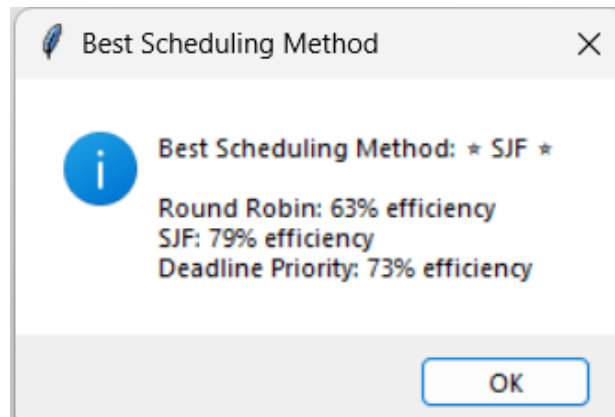 Best Scheduling Method
Best Scheduling Method: ★ SJF ★
Round Robin: 63% efficiency
SJF: 79% efficiency
Deadline Priority: 73% efficiency
OK